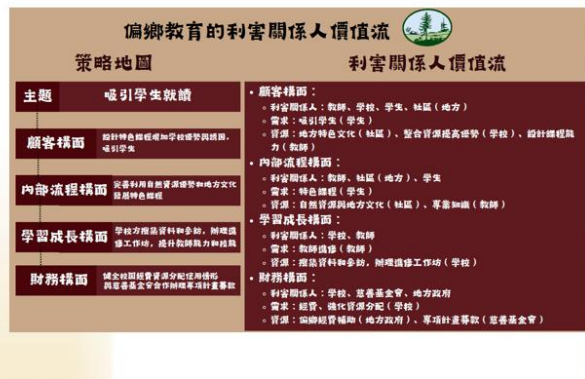 偏鄉教育的利害關係人價值流
策略地圖
主題
吸引學生就讀
顧客構面
設計特色課程增加學校優勢與誘因，
吸引學生
內部流程構面
完善利用自然資源優勢和地方文化
發展特色課程
學習成長構面
學校方搜集資料和參訪，辦理進
修工作坊，提升教師能力和技能
財務構面
健全校園經費資源分配使用情形
與慈善基金會合作辦理專項計畫募款
利害關係人價值流
• 顧客構面：
○ 利害關係人：教師、學校、學生、社區（地方）
○ 需求：吸引學生（學生）
○ 資源：地方特色文化（社區）、整合資源提高優勢（學校）、設計課程能
力（教師）
• 內部流程構面：
○ 利害關係人：教師、社區（地方）、學生
○ 需求：特色課程（學生）
○ 資源：自然資源與地方文化（社區）、專業知識（教師）
• 學習成長構面：
○ 利害關係人：學校、教師
○ 需求：教師進修（教師）
○ 資源：搜集資料和參訪，辦理進修工作坊（學校）
• 財務構面：
○ 利害關係人：學校、慈善基金會、地方政府
○ 需求：經費、強化資源分配（學校）
○ 資源：偏鄉經費補助（地方政府）、專項計畫募款（慈善基金會）